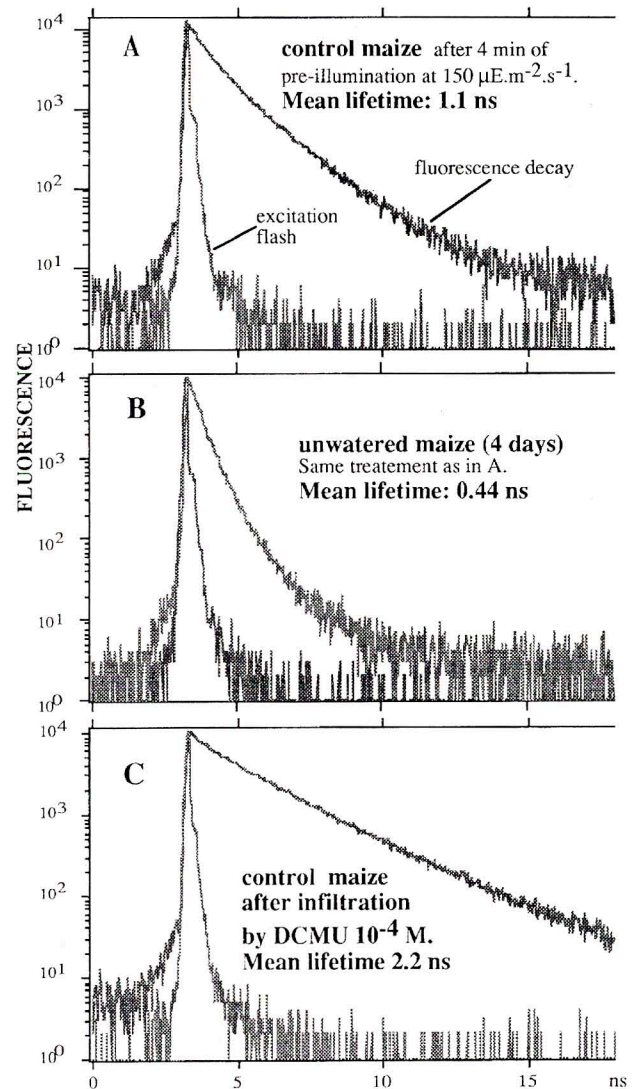 FLUORESCENCE
10⁴
10³
10²
10¹
10⁰
A
control maize after 4 min of
pre-illumination at 150 µE.m⁻².s⁻¹.
Mean lifetime: 1.1 ns
fluorescence decay
excitation
flash
10⁴
10³
10²
10¹
10⁰
B
unwatered maize (4 days)
Same treatement as in A.
Mean lifetime: 0.44 ns
10⁴
10³
10²
10¹
10⁰
C
control maize
after infiltration
by DCMU 10⁻⁴ M.
Mean lifetime 2.2 ns
0 5 10 15 ns